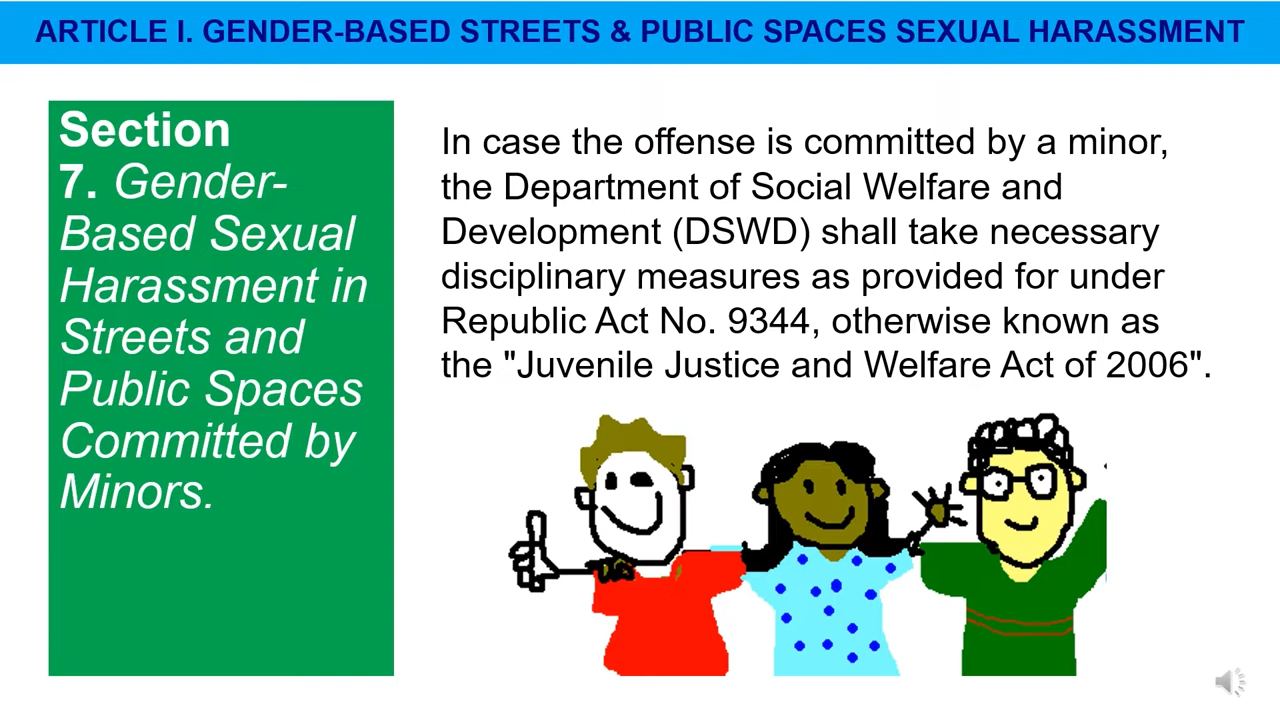 ARTICLE I. GENDER-BASED STREETS & PUBLIC SPACES SEXUAL HARASSMENT
Section
7. Gender-
Based Sexual
Harassment in
Streets and
Public Spaces
Committed by
Minors.
In case the offense is committed by a minor,
the Department of Social Welfare and
Development (DSWD) shall take necessary
disciplinary measures as provided for under
Republic Act No. 9344, otherwise known as
the "Juvenile Justice and Welfare Act of 2006".